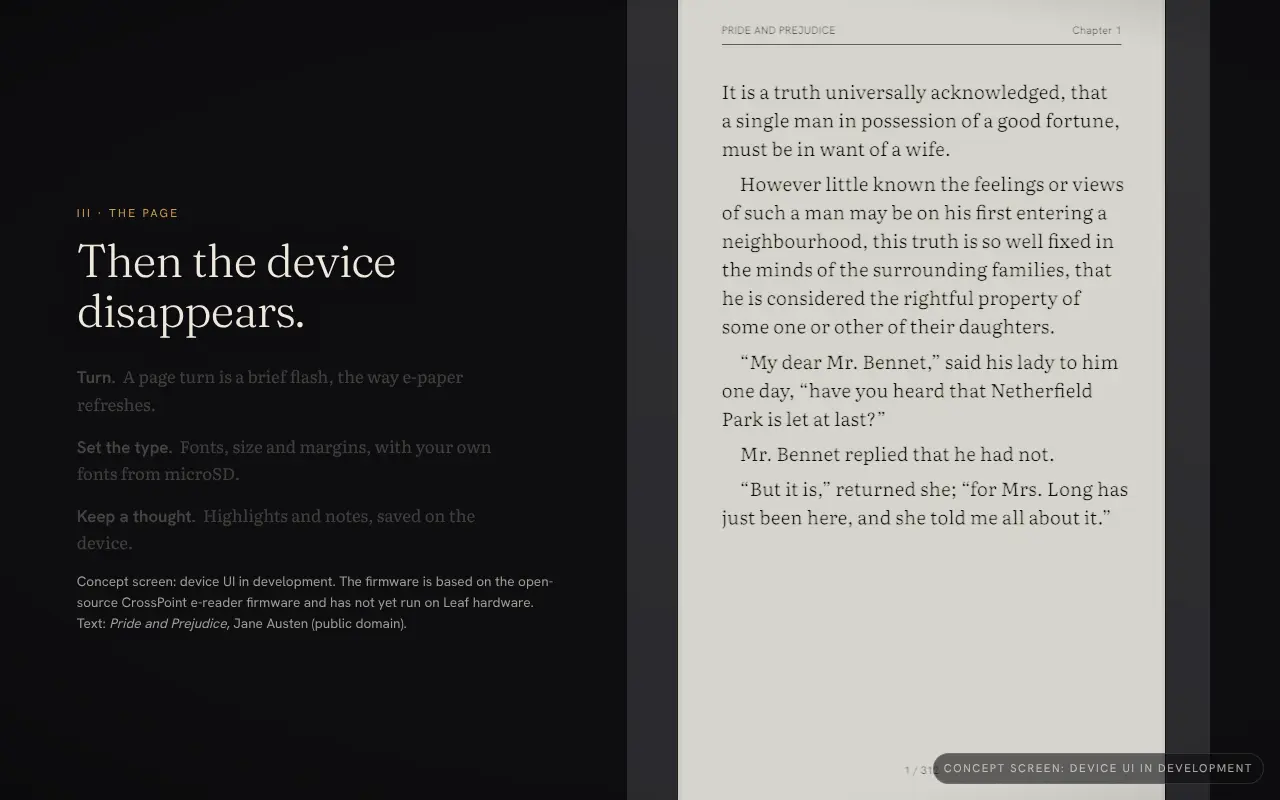 III · THE PAGE
Then the device
disappears.
Turn. A page turn is a brief flash, the way e-paper
refreshes.
Set the type. Fonts, size and margins, with your own
fonts from microSD.
Keep a thought. Highlights and notes, saved on the
device.
Concept screen: device UI in development. The firmware is based on the open-
source CrossPoint e-reader firmware and has not yet run on Leaf hardware.
Text: Pride and Prejudice, Jane Austen (public domain).
PRIDE AND PREJUDICE
Chapter 1
It is a truth universally acknowledged, that
a single man in possession of a good fortune,
must be in want of a wife.
However little known the feelings or views
of such a man may be on his first entering a
neighbourhood, this truth is so well fixed in
the minds of the surrounding families, that
he is considered the rightful property of
some one or other of their daughters.
“My dear Mr. Bennet,” said his lady to him
one day, “have you heard that Netherfield
Park is let at last?”
Mr. Bennet replied that he had not.
“But it is,” returned she; “for Mrs. Long has
just been here, and she told me all about it.”
1 /
CONCEPT SCREEN: DEVICE UI IN DEVELOPMENT